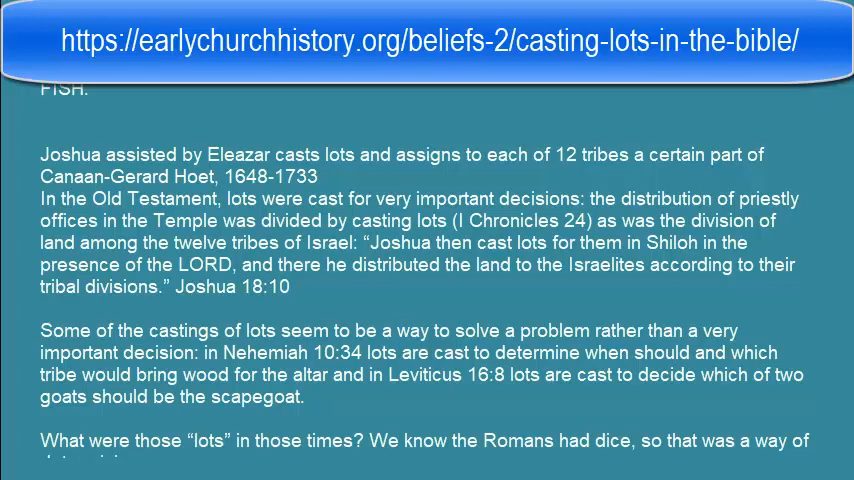 https://earlychurchhistory.org/beliefs-2/casting-lots-in-the-bible/
FISH.
Joshua assisted by Eleazar casts lots and assigns to each of 12 tribes a certain part of
Canaan-Gerard Hoet, 1648-1733
In the Old Testament, lots were cast for very important decisions: the distribution of priestly
offices in the Temple was divided by casting lots (I Chronicles 24) as was the division of
land among the twelve tribes of Israel: “Joshua then cast lots for them in Shiloh in the
presence of the LORD, and there he distributed the land to the Israelites according to their
tribal divisions.” Joshua 18:10
Some of the castings of lots seem to be a way to solve a problem rather than a very
important decision: in Nehemiah 10:34 lots are cast to determine when should and which
tribe would bring wood for the altar and in Leviticus 16:8 lots are cast to decide which of two
goats should be the scapegoat.
What were those “lots” in those times? We know the Romans had dice, so that was a way of